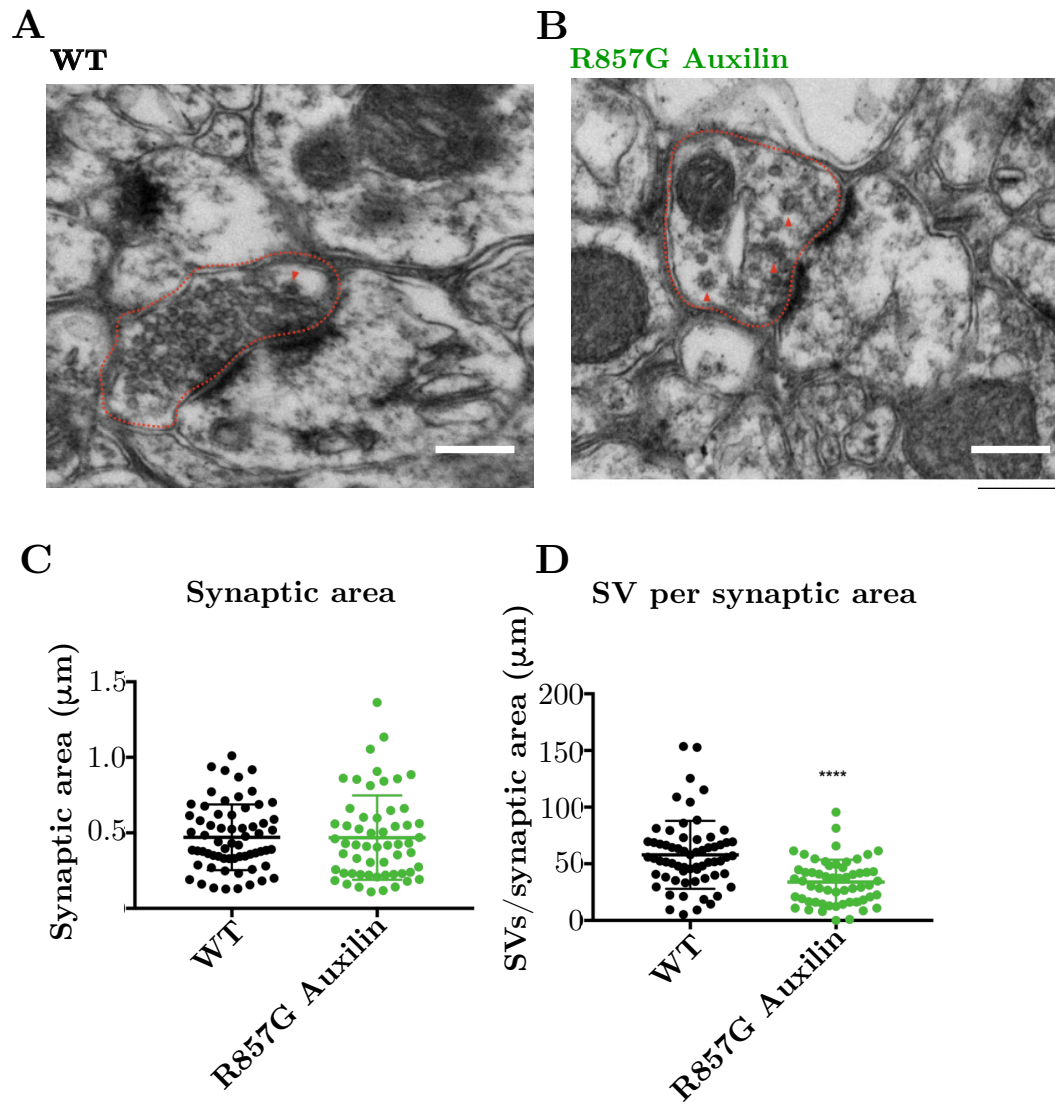 A
WT
B
R857G Auxilin
C
Synaptic area
Synaptic area (μm)
1.5
1.0
0.5
WT
R857G Auxilin
D
SV per synaptic area
SVs/synaptic area (μm)
200
150
100
50
0
****
WT
R857G Auxilin